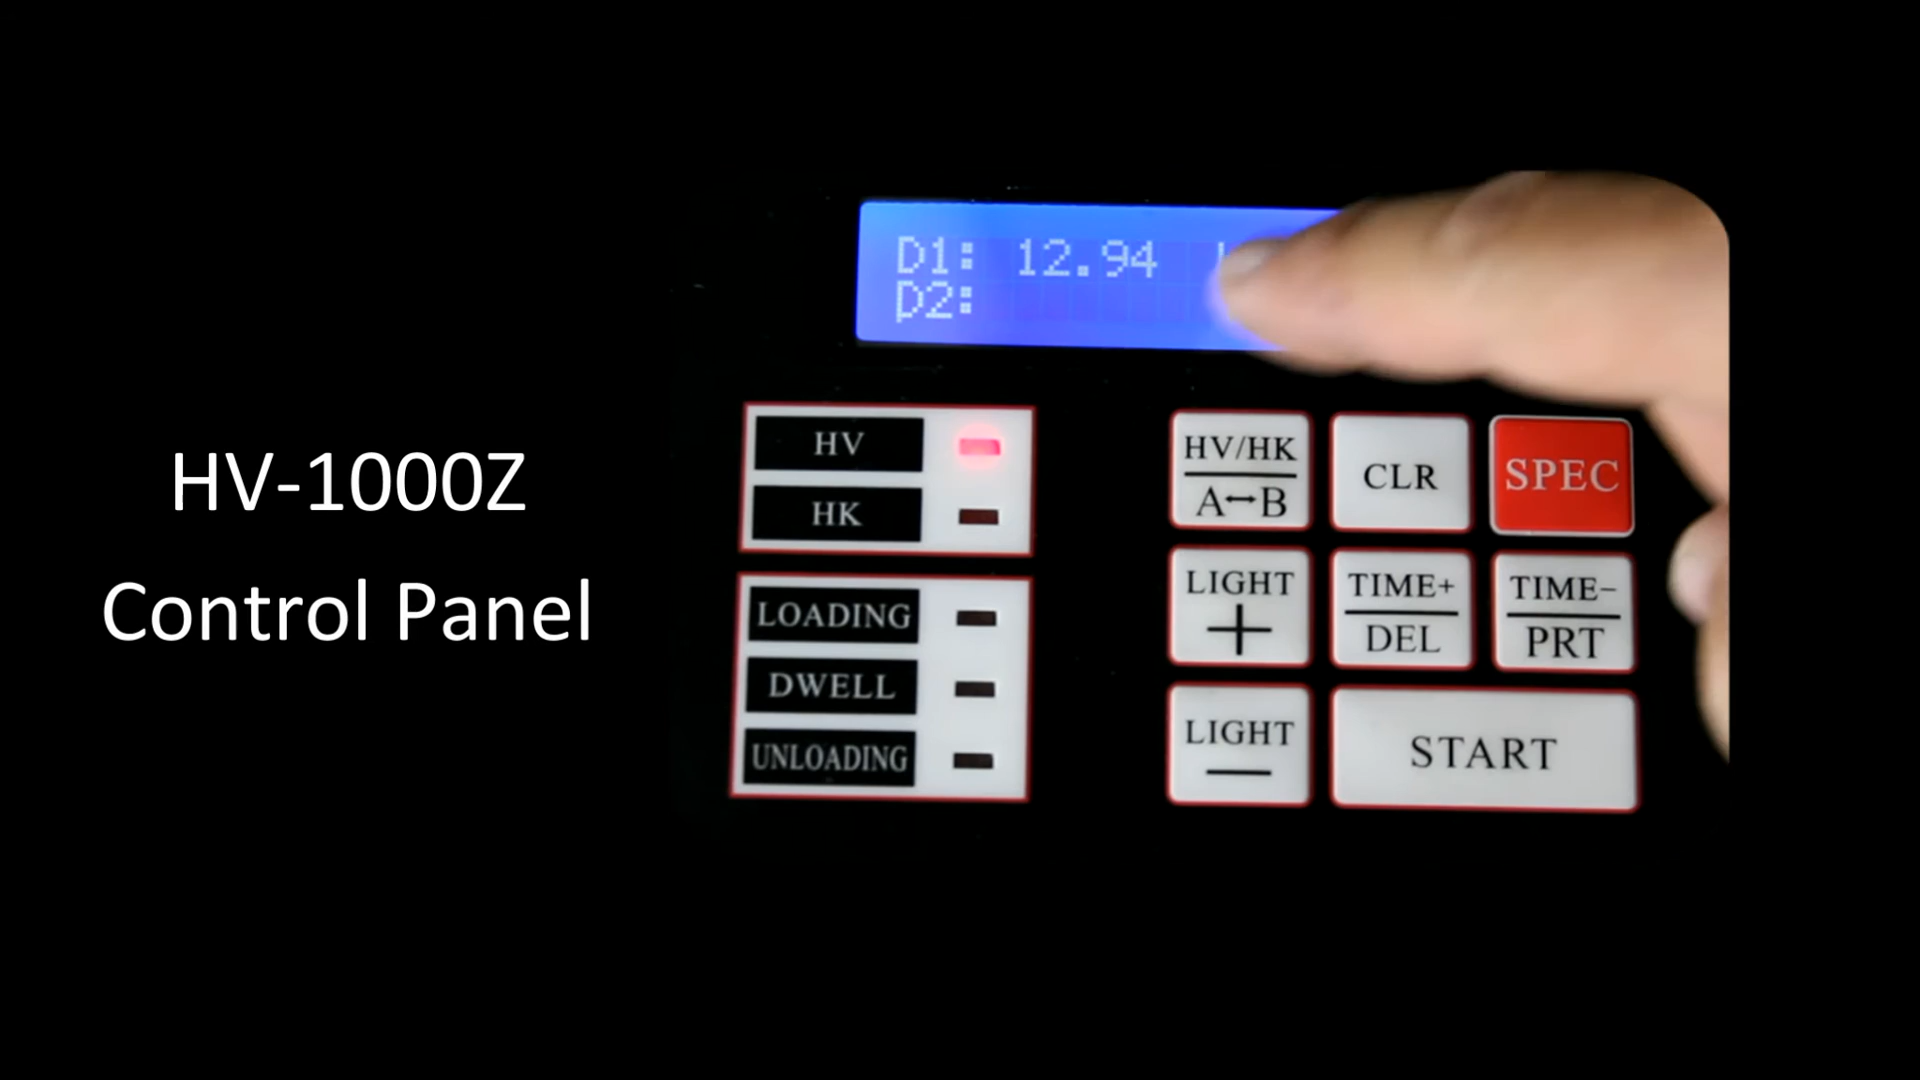 HV-1000Z
Control Panel
D1: 12.94
D2:
HV
HK
LOADING
DWELL
UNLOADING
HV/HK
A↔B
CLR
SPEC
LIGHT
+
TIME+
DEL
TIME−
PRT
LIGHT
—
START